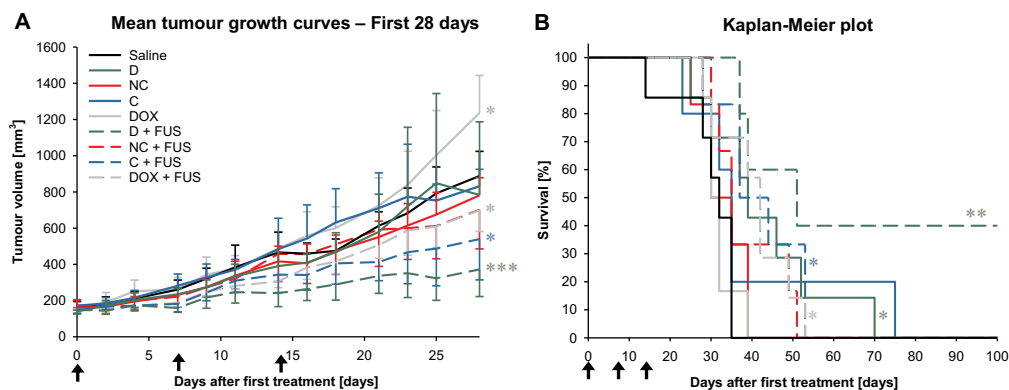 A
Mean tumour growth curves – First 28 days
1600
1400
1200
1000
800
600
400
200
0
Tumour volume [mm3]
Saline
D
NC
C
DOX
D + FUS
NC + FUS
C + FUS
DOX + FUS
*
*
*
***
0
5
10
15
20
25
Days after first treatment [days]
B
Kaplan-Meier plot
100
90
80
70
60
50
40
30
20
10
0
Survival [%]
**
*
*
*
0
10
20
30
40
50
60
70
80
90
100
Days after first treatment [days]